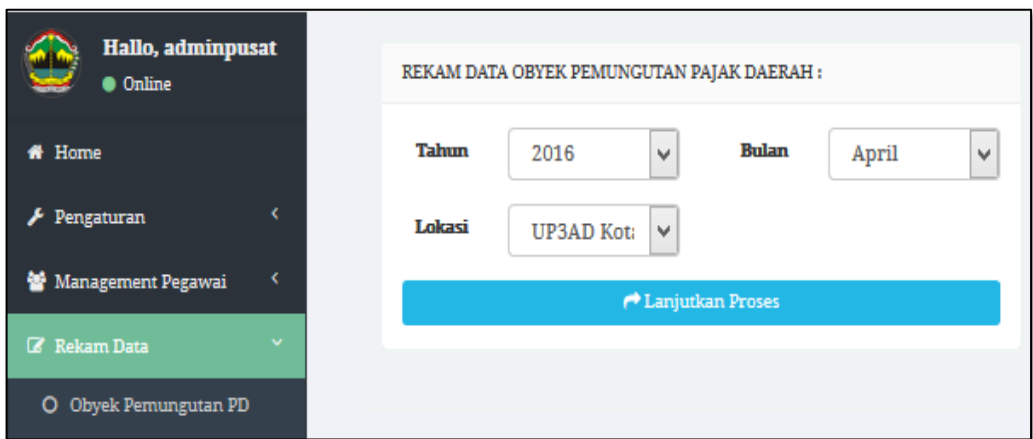 Hallo, adminpusat
Online
Home
Pengaturan
Management Pegawai
Rekam Data
Obyek Pemungutan PD
REKAM DATA OBYEK PEMUNGUTAN PAJAK DAERAH :
Tahun 2016 Bulan April
Lokasi UP3AD Kota
Lanjutkan Proses